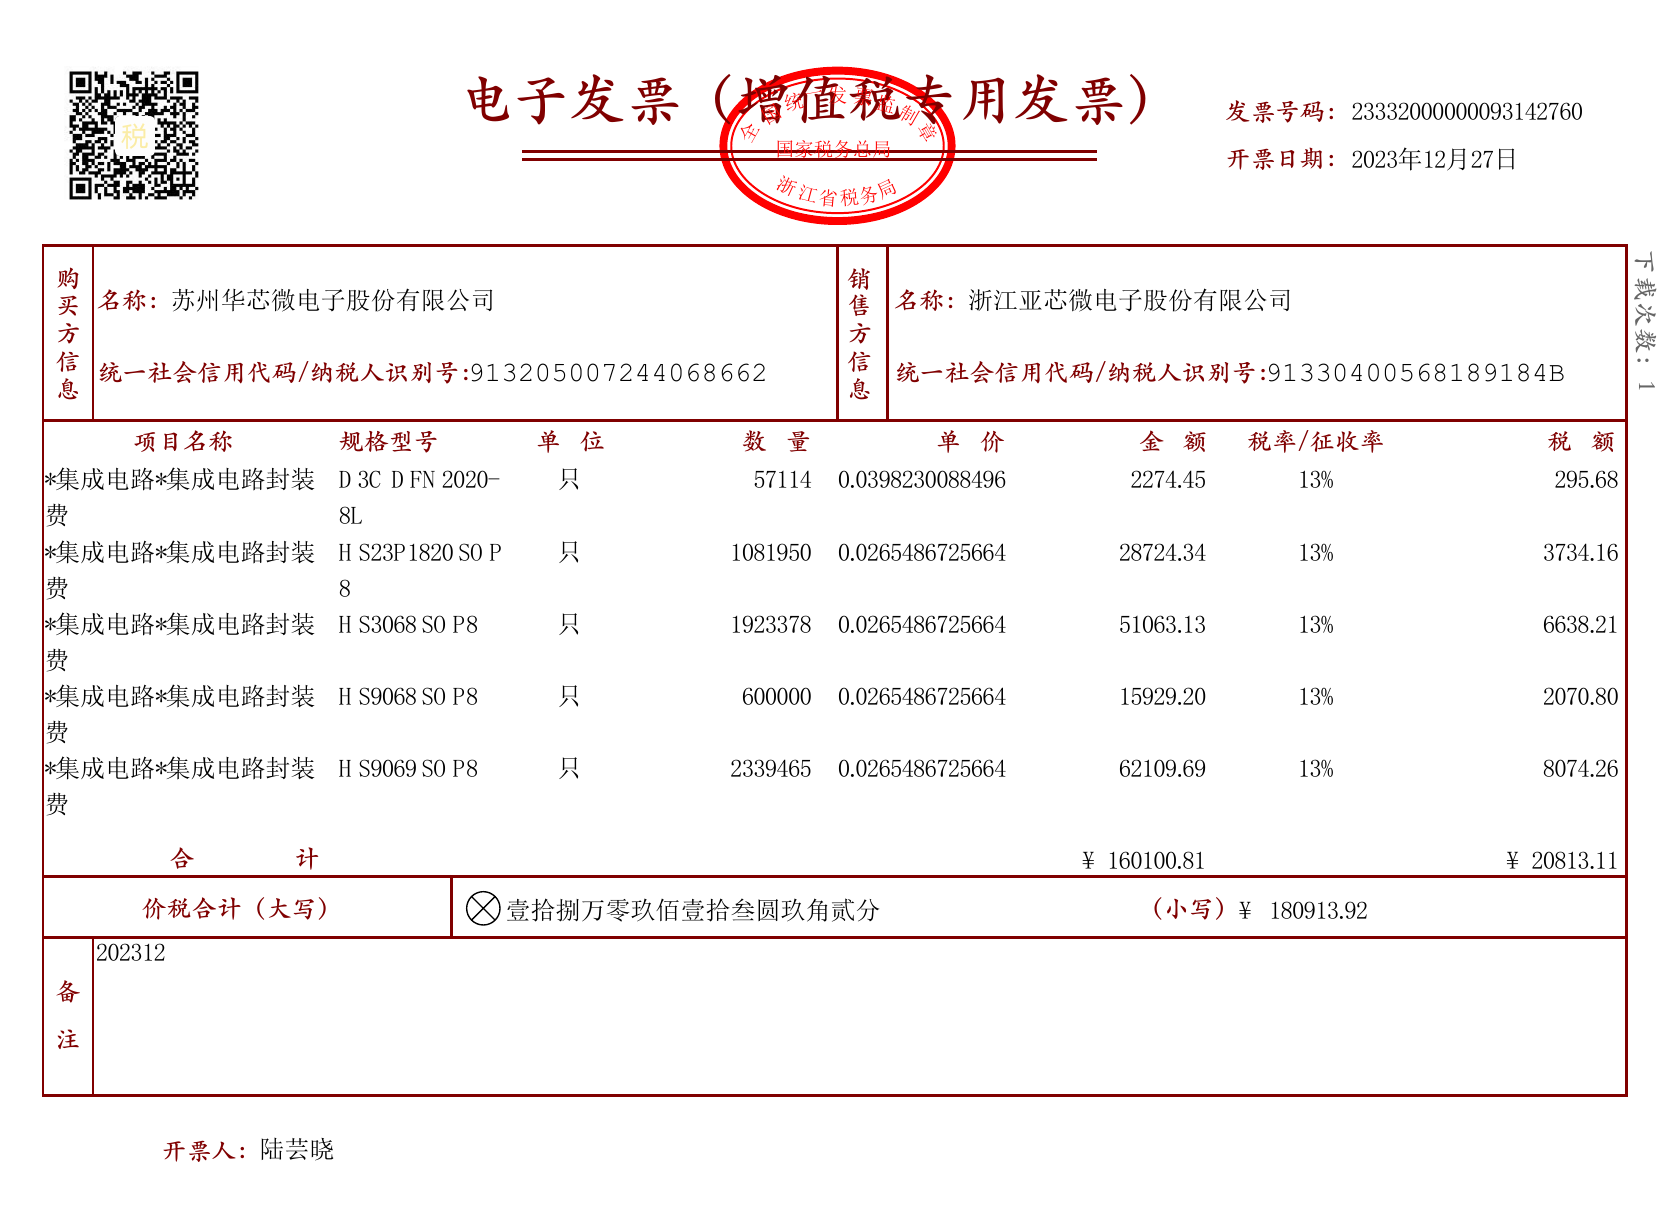 电子发票（增值税专用发票）
全国统一发票监制章
国家税务总局
浙江省税务局
税
发票号码：23332000000093142760
开票日期：2023年12月27日
下载次数：1
购买方信息
名称：苏州华芯微电子股份有限公司
统一社会信用代码/纳税人识别号:913205007244068662
销售方信息
名称：浙江亚芯微电子股份有限公司
统一社会信用代码/纳税人识别号:91330400568189184B
项目名称 规格型号 单位 数量 单价 金额 税率/征收率 税额
*集成电路*集成电路封装 D3C DFN2020- 只 57114 0.0398230088496 2274.45 13% 295.68
费 8L
*集成电路*集成电路封装 HS23P1820 SOP 只 1081950 0.0265486725664 28724.34 13% 3734.16
费 8
*集成电路*集成电路封装 HS3068 SOP8 只 1923378 0.0265486725664 51063.13 13% 6638.21
费
*集成电路*集成电路封装 HS9068 SOP8 只 600000 0.0265486725664 15929.20 13% 2070.80
费
*集成电路*集成电路封装 HS9069 SOP8 只 2339465 0.0265486725664 62109.69 13% 8074.26
费
合计 ¥ 160100.81 ¥ 20813.11
价税合计（大写） 壹拾捌万零玖佰壹拾叁圆玖角贰分 （小写）¥ 180913.92
备注
202312
开票人：陆芸晓